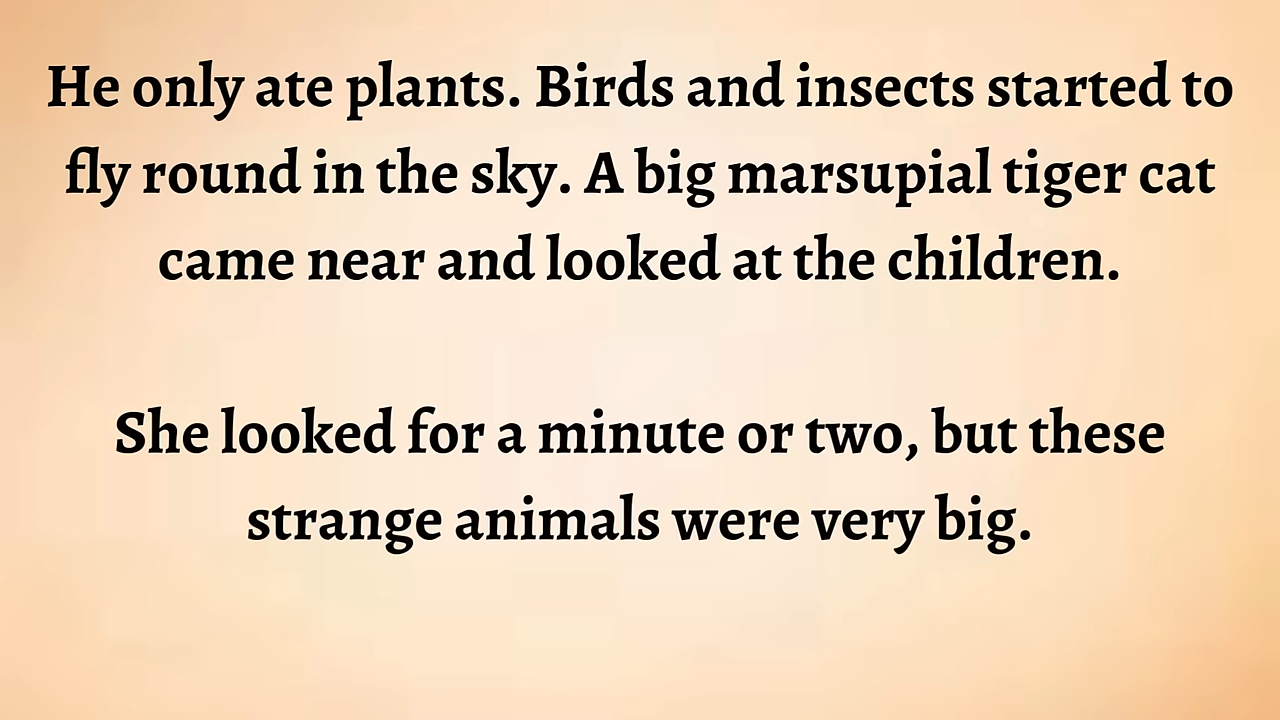 He only ate plants. Birds and insects started to
fly round in the sky. A big marsupial tiger cat
came near and looked at the children.
She looked for a minute or two, but these
strange animals were very big.